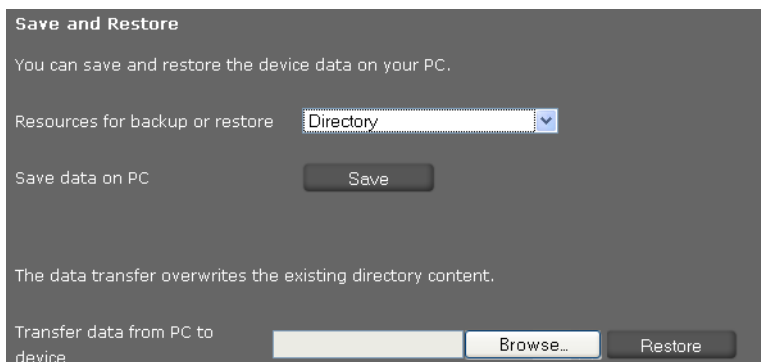 Save and Restore
You can save and restore the device data on your PC.
Resources for backup or restore Directory
Save data on PC Save
The data transfer overwrites the existing directory content.
Transfer data from PC to
device Browse... Restore